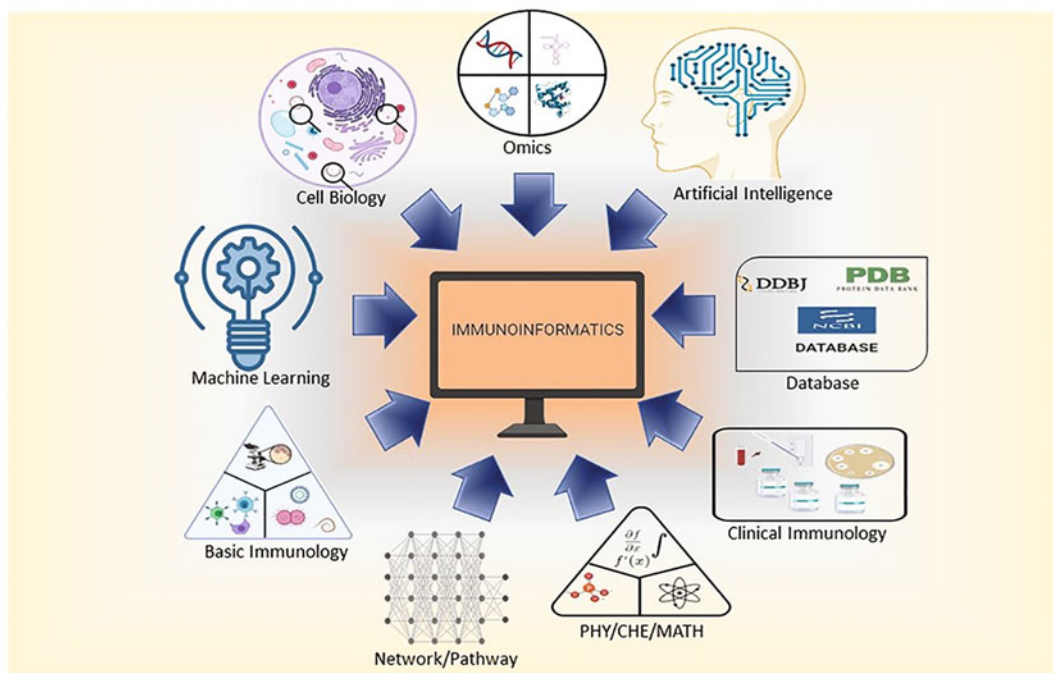 Omics
Cell Biology
Artificial Intelligence
DDBJ
PDB
PROTEIN DATA BANK
NCBI
DATABASE
Database
IMMUNOINFORMATICS
Machine Learning
Basic Immunology
Clinical Immunology
∂f
∂x
∫
f'(x)
PHY/CHE/MATH
Network/Pathway